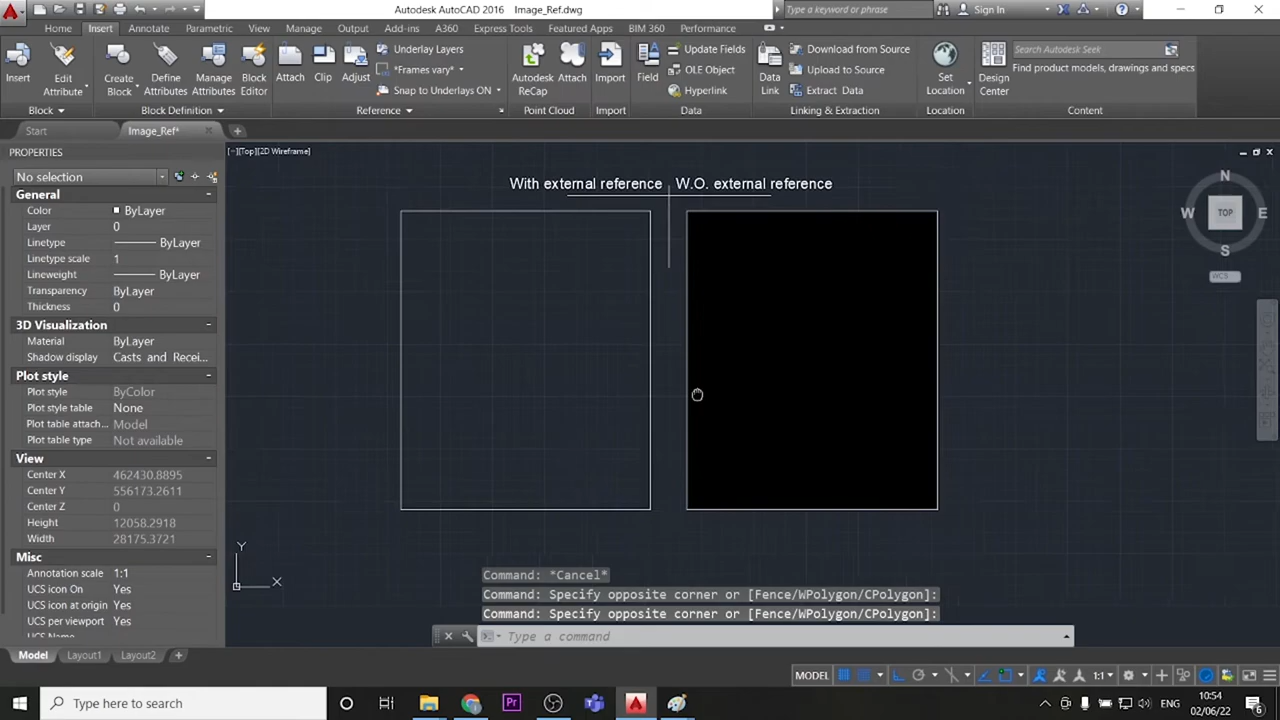 Autodesk AutoCAD 2016 Image_Ref.dwg
Type a keyword or phrase
Sign In
Home Insert Annotate Parametric View Manage Output Add-ins A360 Express Tools Featured Apps BIM 360 Performance
Insert
Edit Attribute
Create Block
Define Attributes
Manage Attributes
Block Editor
Attach
Clip
Adjust
Underlay Layers
*Frames vary*
Snap to Underlays ON
Autodesk ReCap
Attach
Import
Field
Update Fields
OLE Object
Hyperlink
Data Link
Download from Source
Upload to Source
Extract Data
Set Location
Design Center
Search Autodesk Seek
Find product models, drawings and specs
Block Block Definition Reference Point Cloud Import Data Linking & Extraction Location Content
Start Image_Ref*
PROPERTIES
[−][Top][2D Wireframe]
No selection
General
Color ByLayer
Layer 0
Linetype ByLayer
Linetype scale 1
Lineweight ByLayer
Transparency ByLayer
Thickness 0
3D Visualization
Material ByLayer
Shadow display Casts and Recei...
Plot style
Plot style ByColor
Plot style table None
Plot table attach... Model
Plot table type Not available
View
Center X 462430.8895
Center Y 556173.2611
Center Z 0
Height 12058.2918
Width 28175.3721
Misc
Annotation scale 1:1
UCS icon On Yes
UCS icon at origin Yes
UCS per viewport Yes
UCS Name
With external reference W.O. external reference
N
W TOP E
S
WCS
Y
X
Command: *Cancel*
Command: Specify opposite corner or [Fence/WPolygon/CPolygon]:
Command: Specify opposite corner or [Fence/WPolygon/CPolygon]:
Type a command
Model Layout1 Layout2
MODEL 1:1
Type here to search
Pr
ENG
10:54
02/06/22
6